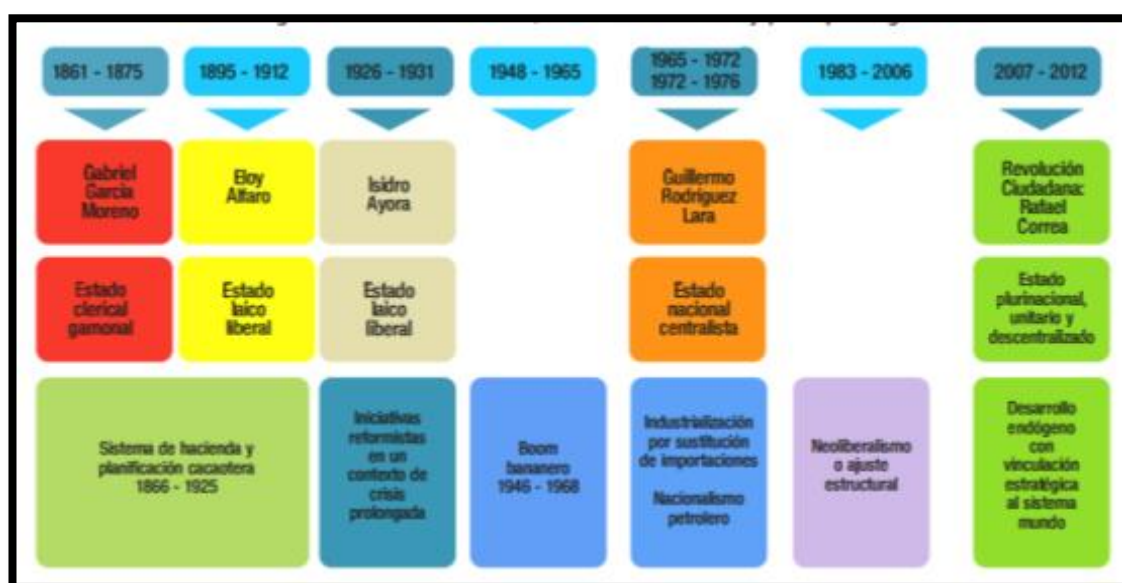 1861 - 1875
1895 - 1912
1926 - 1931
1948 - 1965
1965 - 1972
1972 - 1976
1983 - 2006
2007 - 2012
Gabriel
García
Moreno
Eloy
Alfaro
Isidro
Ayora
Guillermo
Rodríguez
Lara
Revolución
Ciudadana:
Rafael
Correa
Estado
clerical
gamonal
Estado
laico
liberal
Estado
laico
liberal
Estado
nacional
centralista
Estado
plurinacional,
unitario y
descentralizado
Sistema de hacienda y
planificación cacaotera
1866 - 1925
Iniciativas
reformistas
en un
contexto de
crisis
prolongada
Boom
bananero
1946 - 1968
Industrialización
por sustitución
de importaciones
Nacionalismo
petrolero
Neoliberalismo
o ajuste
estructural
Desarrollo
endógeno
con
vinculación
estratégica
al sistema
mundo